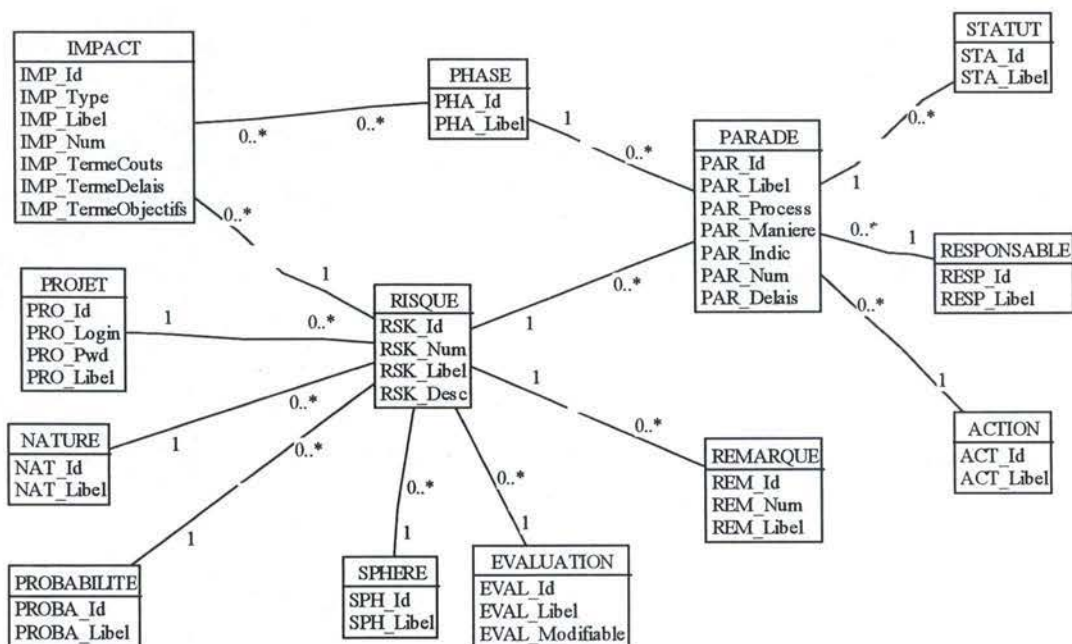 IMPACT
IMP_Id
IMP_Type
IMP_Libel
IMP_Num
IMP_TermeCouts
IMP_TermeDelais
IMP_TermeObjectifs
0..*
0..*
PHASE
PHA_Id
PHA_Libel
1
0..*
STATUT
STA_Id
STA_Libel
0..*
1
PARADE
PAR_Id
PAR_Libel
PAR_Process
PAR_Maniere
PAR_Indic
PAR_Num
PAR_Delais
0..*
1
RESPONSABLE
RESP_Id
RESP_Libel
0..*
1
ACTION
ACT_Id
ACT_Libel
0..*
1
PROJET
PRO_Id
PRO_Login
PRO_Pwd
PRO_Libel
1
0..*
RISQUE
RSK_Id
RSK_Num
RSK_Libel
RSK_Desc
0..*
1
NATURE
NAT_Id
NAT_Libel
1
0..*
0..*
1
PROBABILITE
PROBA_Id
PROBA_Libel
0..*
1
SPHERE
SPH_Id
SPH_Libel
0..*
1
EVALUATION
EVAL_Id
EVAL_Libel
EVAL_Modifiable
1
0..*
REMARQUE
REM_Id
REM_Num
REM_Libel